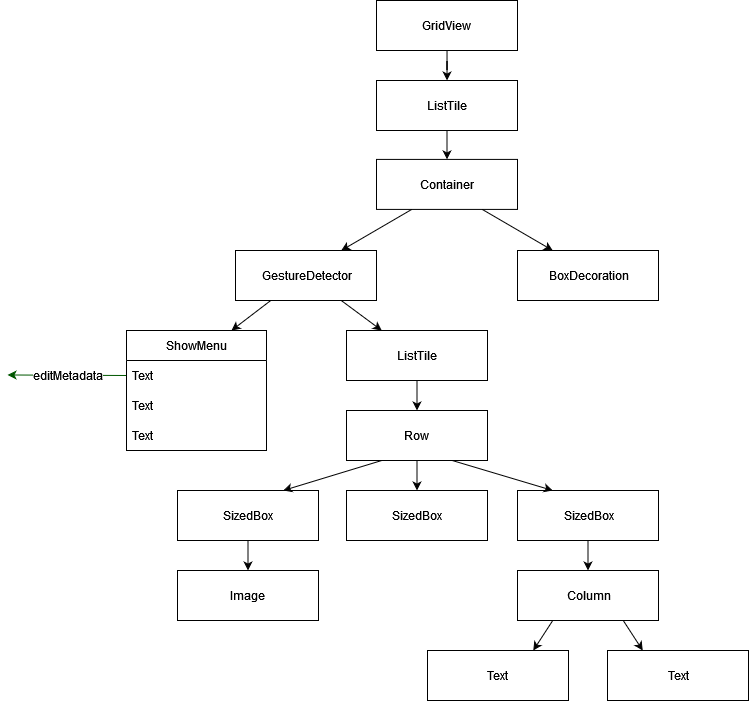 GridView
ListTile
Container
GestureDetector
BoxDecoration
ShowMenu
ListTile
editMetadata
Text
Text
Text
Row
SizedBox
SizedBox
SizedBox
Image
Column
Text
Text